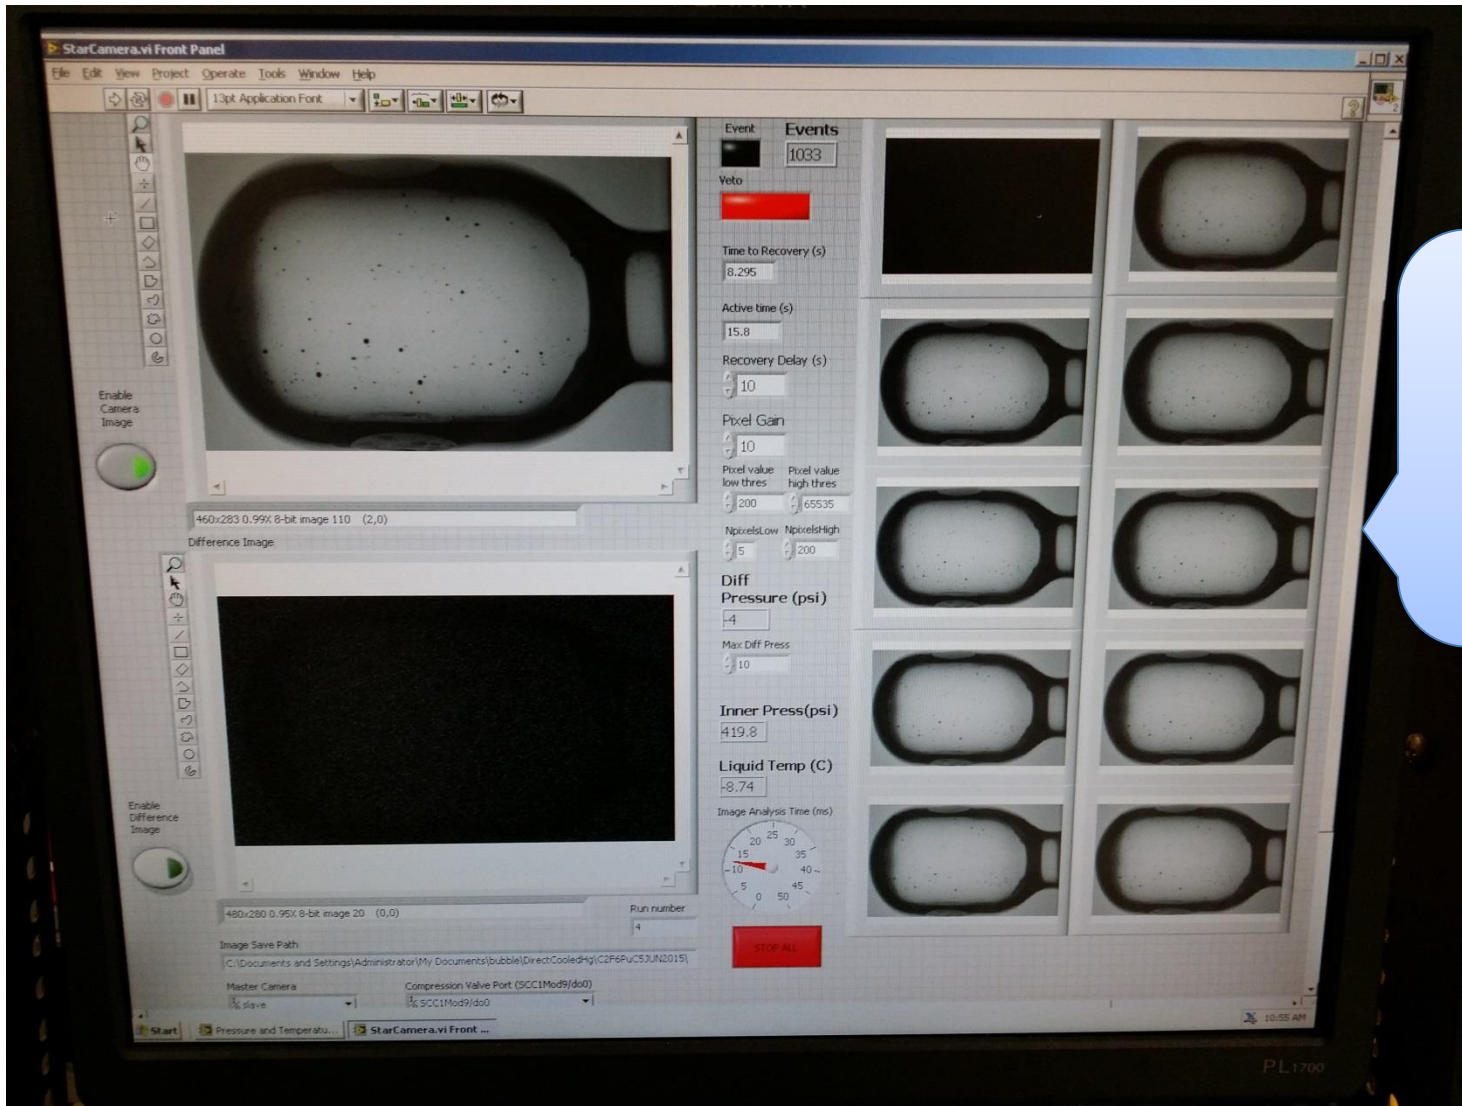 StarCamera.vi Front Panel
File Edit View Project Operate Tools Window Help
13pt Application Font
2
Enable
Camera
Image
460x283 0.99X 8-bit image 110 (2,0)
Difference Image
Enable
Difference
Image
480x280 0.95X 8-bit image 20 (0,0)
Run number
4
Image Save Path
C:\Documents and Settings\Administrator\My Documents\bubble\DirectCooledHg\C2F6PuC5JUN2015\
Master Camera
slave
Compression Valve Port (SCC1Mod9/do0)
SCC1Mod9/do0
Event
Events
1033
Veto
Time to Recovery (s)
8.295
Active time (s)
15.8
Recovery Delay (s)
10
Pixel Gain
10
Pixel value
low thres
200
Pixel value
high thres
65535
NpixelsLow
5
NpixelsHigh
200
Diff
Pressure (psi)
-4
Max Diff Press
10
Inner Press(psi)
419.8
Liquid Temp (C)
-8.74
Image Analysis Time (ms)
0 5 10 15 20 25 30 35 40 45 50
STOP ALL
Start
Pressure and Temperatu...
StarCamera.vi Front ...
10:55 AM
PL1700